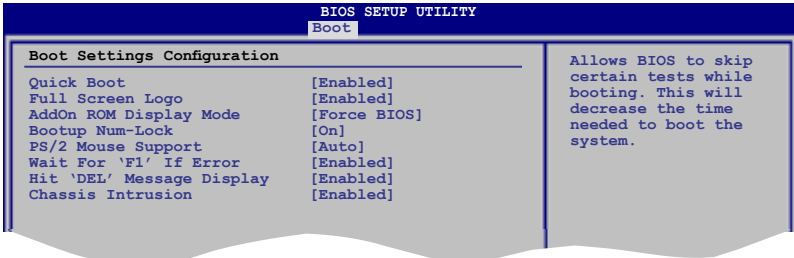 BIOS SETUP UTILITY
Boot
Boot Settings Configuration
Quick Boot [Enabled]
Full Screen Logo [Enabled]
AddOn ROM Display Mode [Force BIOS]
Bootup Num-Lock [On]
PS/2 Mouse Support [Auto]
Wait For ‘F1’ If Error [Enabled]
Hit ‘DEL’ Message Display [Enabled]
Chassis Intrusion [Enabled]
Allows BIOS to skip
certain tests while
booting. This will
decrease the time
needed to boot the
system.